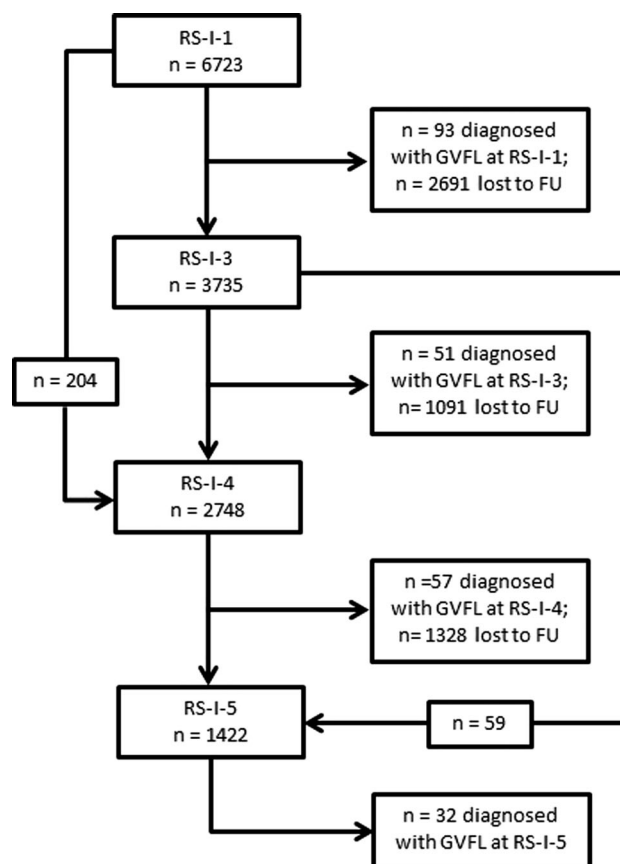 RS-I-1
n = 6723
n = 93 diagnosed
with GVFL at RS-I-1;
n = 2691 lost to FU
RS-I-3
n = 3735
n = 51 diagnosed
with GVFL at RS-I-3;
n= 1091 lost to FU
n = 204
RS-I-4
n = 2748
n =57 diagnosed
with GVFL at RS-I-4;
n= 1328 lost to FU
RS-I-5
n = 1422
n = 59
n = 32 diagnosed
with GVFL at RS-I-5